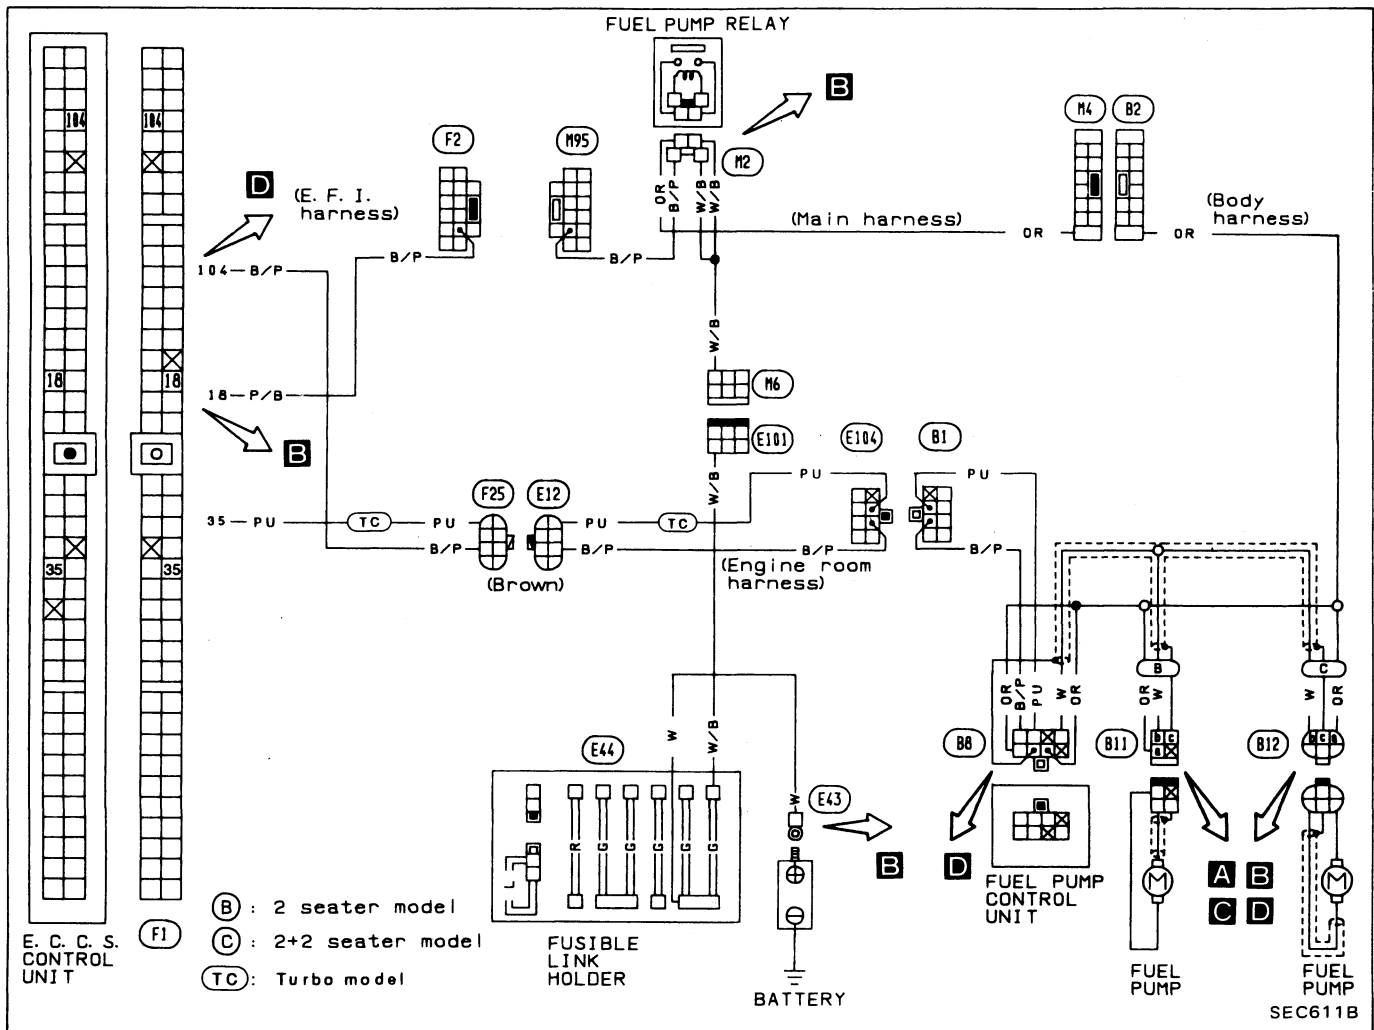 FUEL PUMP RELAY
B
M4
B2
104
104
F2
M95
M2
D
(E. F. I.
harness)
OR
B/P
W/B
W/B
(Main harness)
OR
(Body
harness)
OR
B/P
B/P
104 B/P
W/B
18
18
18 P/B
M6
B
E101
E104
B1
PU
PU
W/B
F25
E12
35 PU
TC
PU
PU
TC
B/P
B/P
B/P
B/P
(Brown)
(Engine room
harness)
35
35
B
C
OR
B/P
PU
W
OR
OR
W
W
OR
W
W/B
E44
B8
B11
B12
D C
B
D C B
W
E43
R
G
G
G
G
B
D
A B
C D
M
M
FUEL PUMP
CONTROL
UNIT
B : 2 seater model
C : 2+2 seater model
TC : Turbo model
E. C. C. S.
CONTROL
UNIT
F1
FUSIBLE
LINK
HOLDER
BATTERY
FUEL
PUMP
FUEL
PUMP
SEC611B